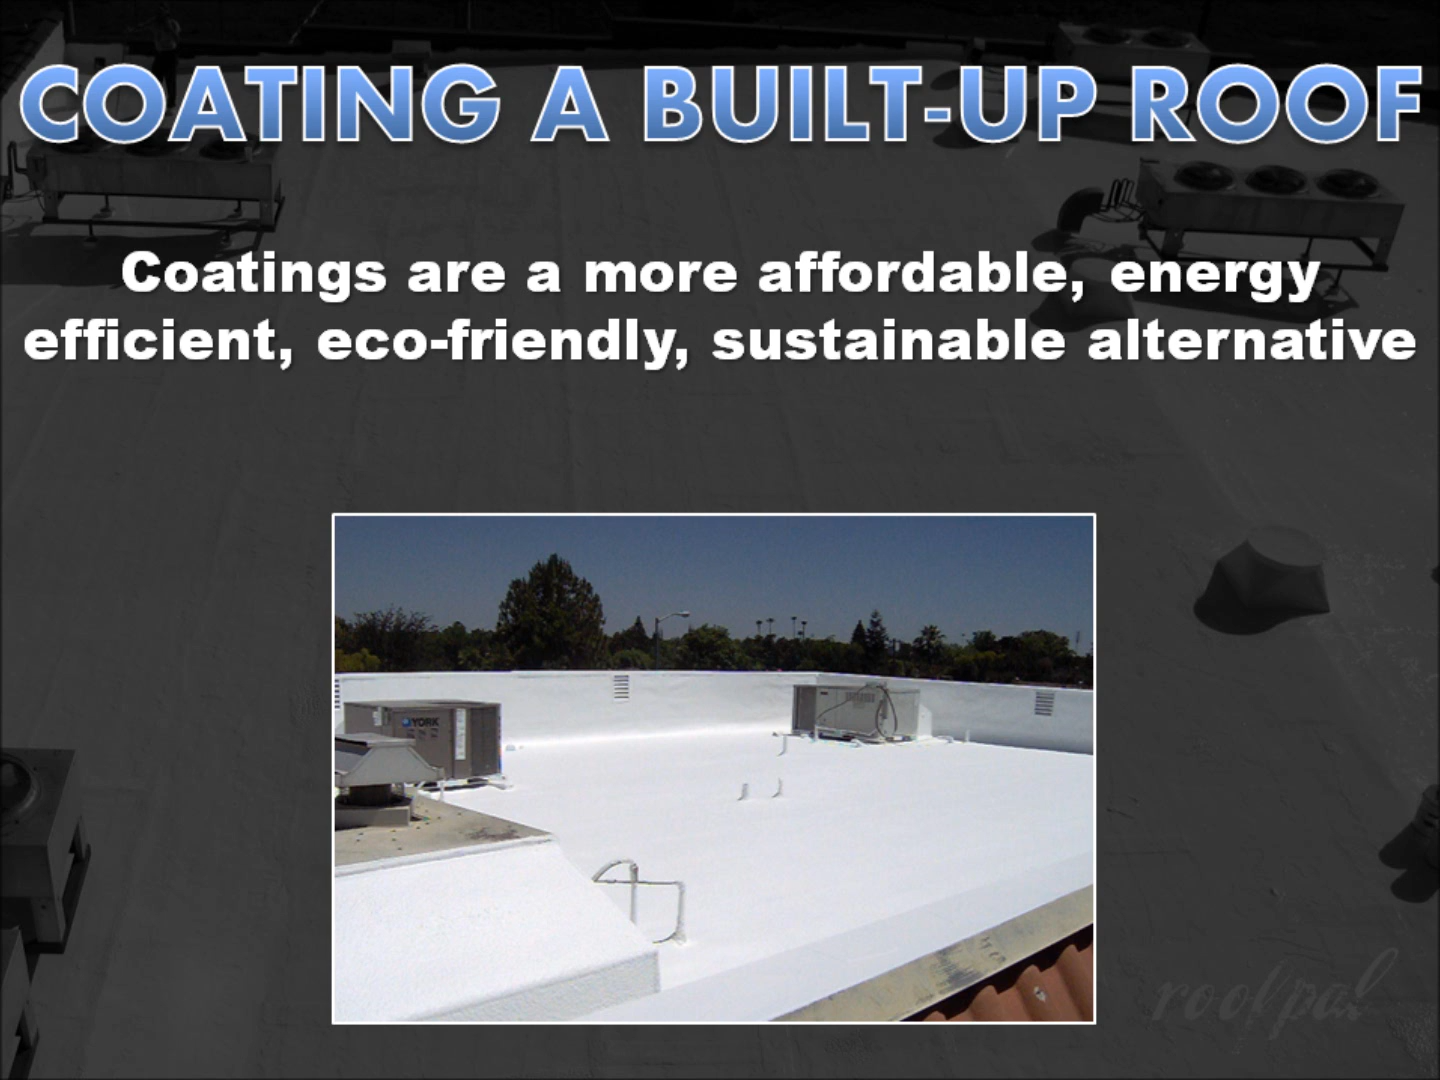 COATING A BUILT-UP ROOF
Coatings are a more affordable, energy
efficient, eco-friendly, sustainable alternative
YORK
roofpal